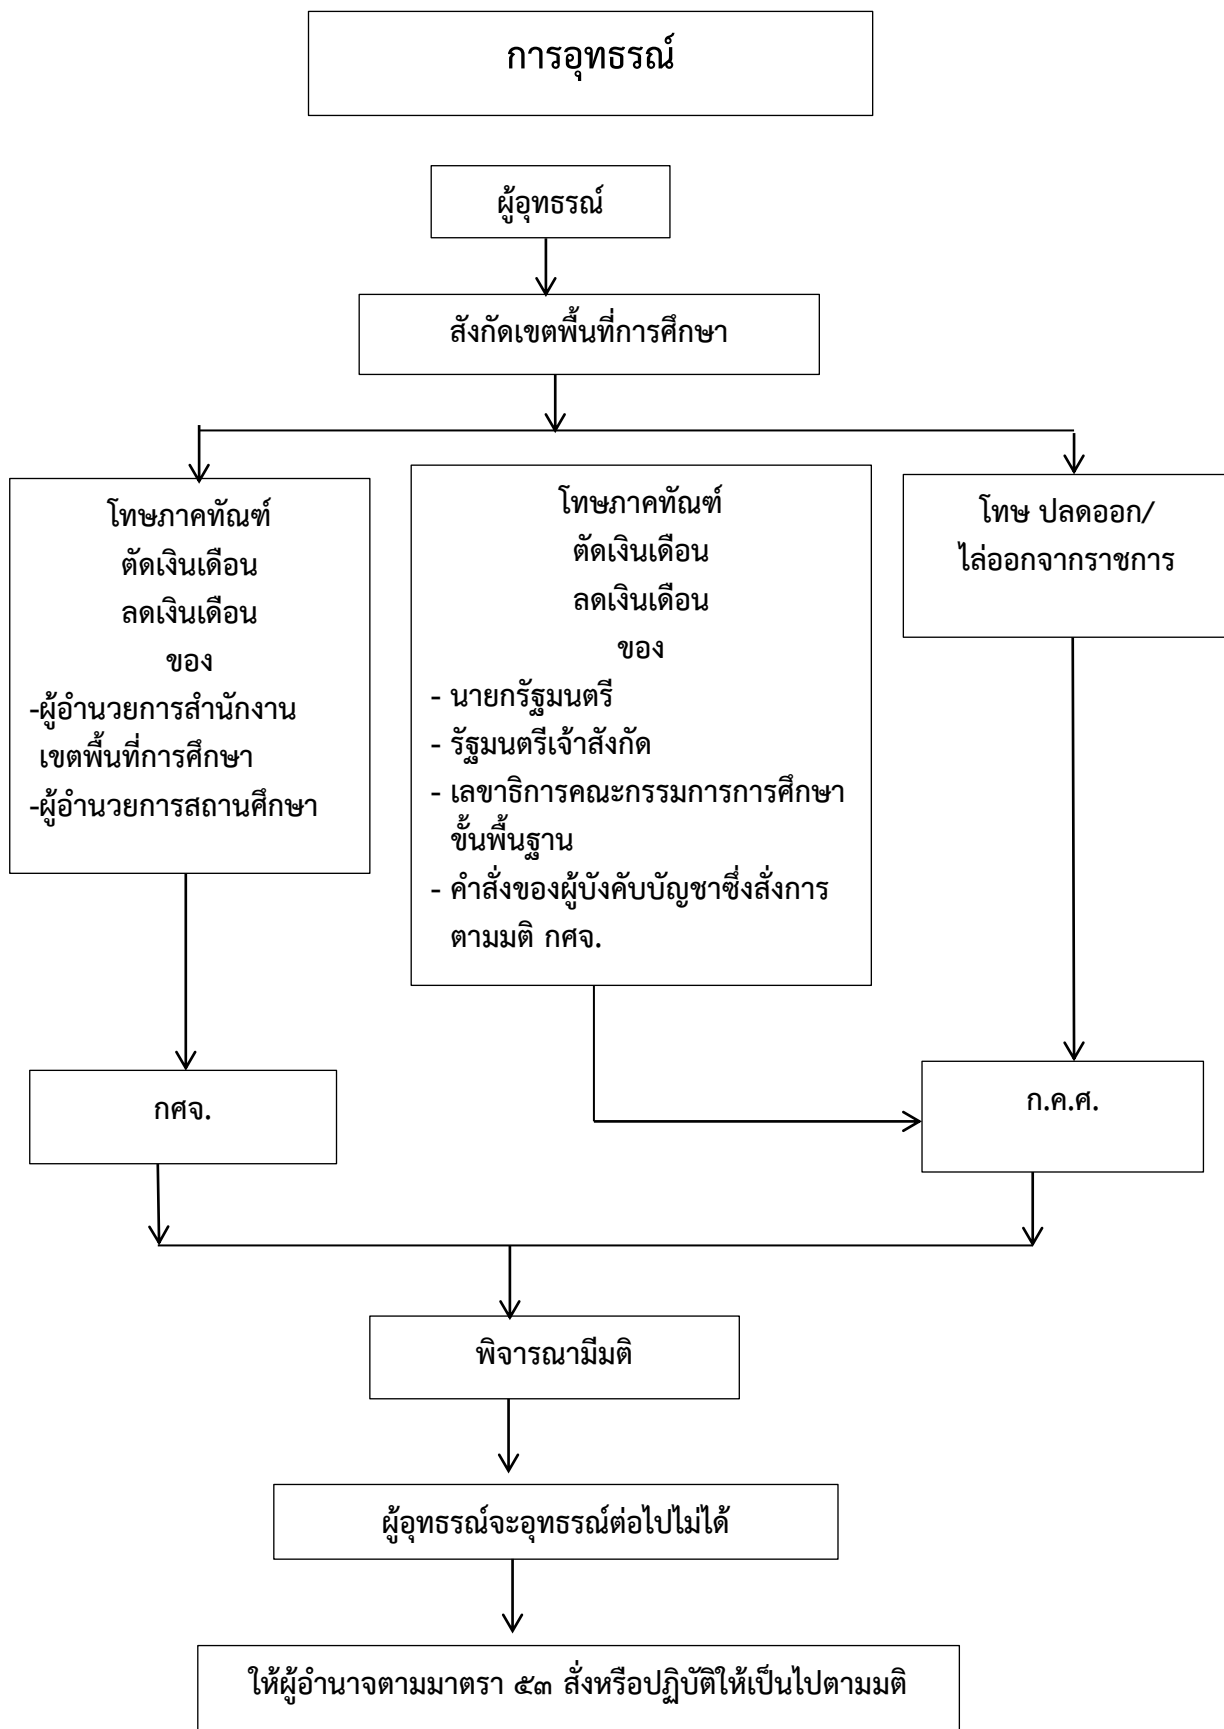 การอุทธรณ์
ผู้อุทธรณ์
สังกัดเขตพื้นที่การศึกษา
โทษภาคทัณฑ์
ตัดเงินเดือน
ลดเงินเดือน
ของ
-ผู้อำนวยการสำนักงาน
เขตพื้นที่การศึกษา
-ผู้อำนวยการสถานศึกษา
โทษภาคทัณฑ์
ตัดเงินเดือน
ลดเงินเดือน
ของ
- นายกรัฐมนตรี
- รัฐมนตรีเจ้าสังกัด
- เลขาธิการคณะกรรมการการศึกษา
ขั้นพื้นฐาน
- คำสั่งของผู้บังคับบัญชาซึ่งสั่งการ
ตามมติ กศจ.
โทษ ปลดออก/
ไล่ออกจากราชการ
กศจ.
ก.ค.ศ.
พิจารณามีมติ
ผู้อุทธรณ์จะอุทธรณ์ต่อไปไม่ได้
ให้ผู้อำนาจตามมาตรา ๕๓ สั่งหรือปฏิบัติให้เป็นไปตามมติ